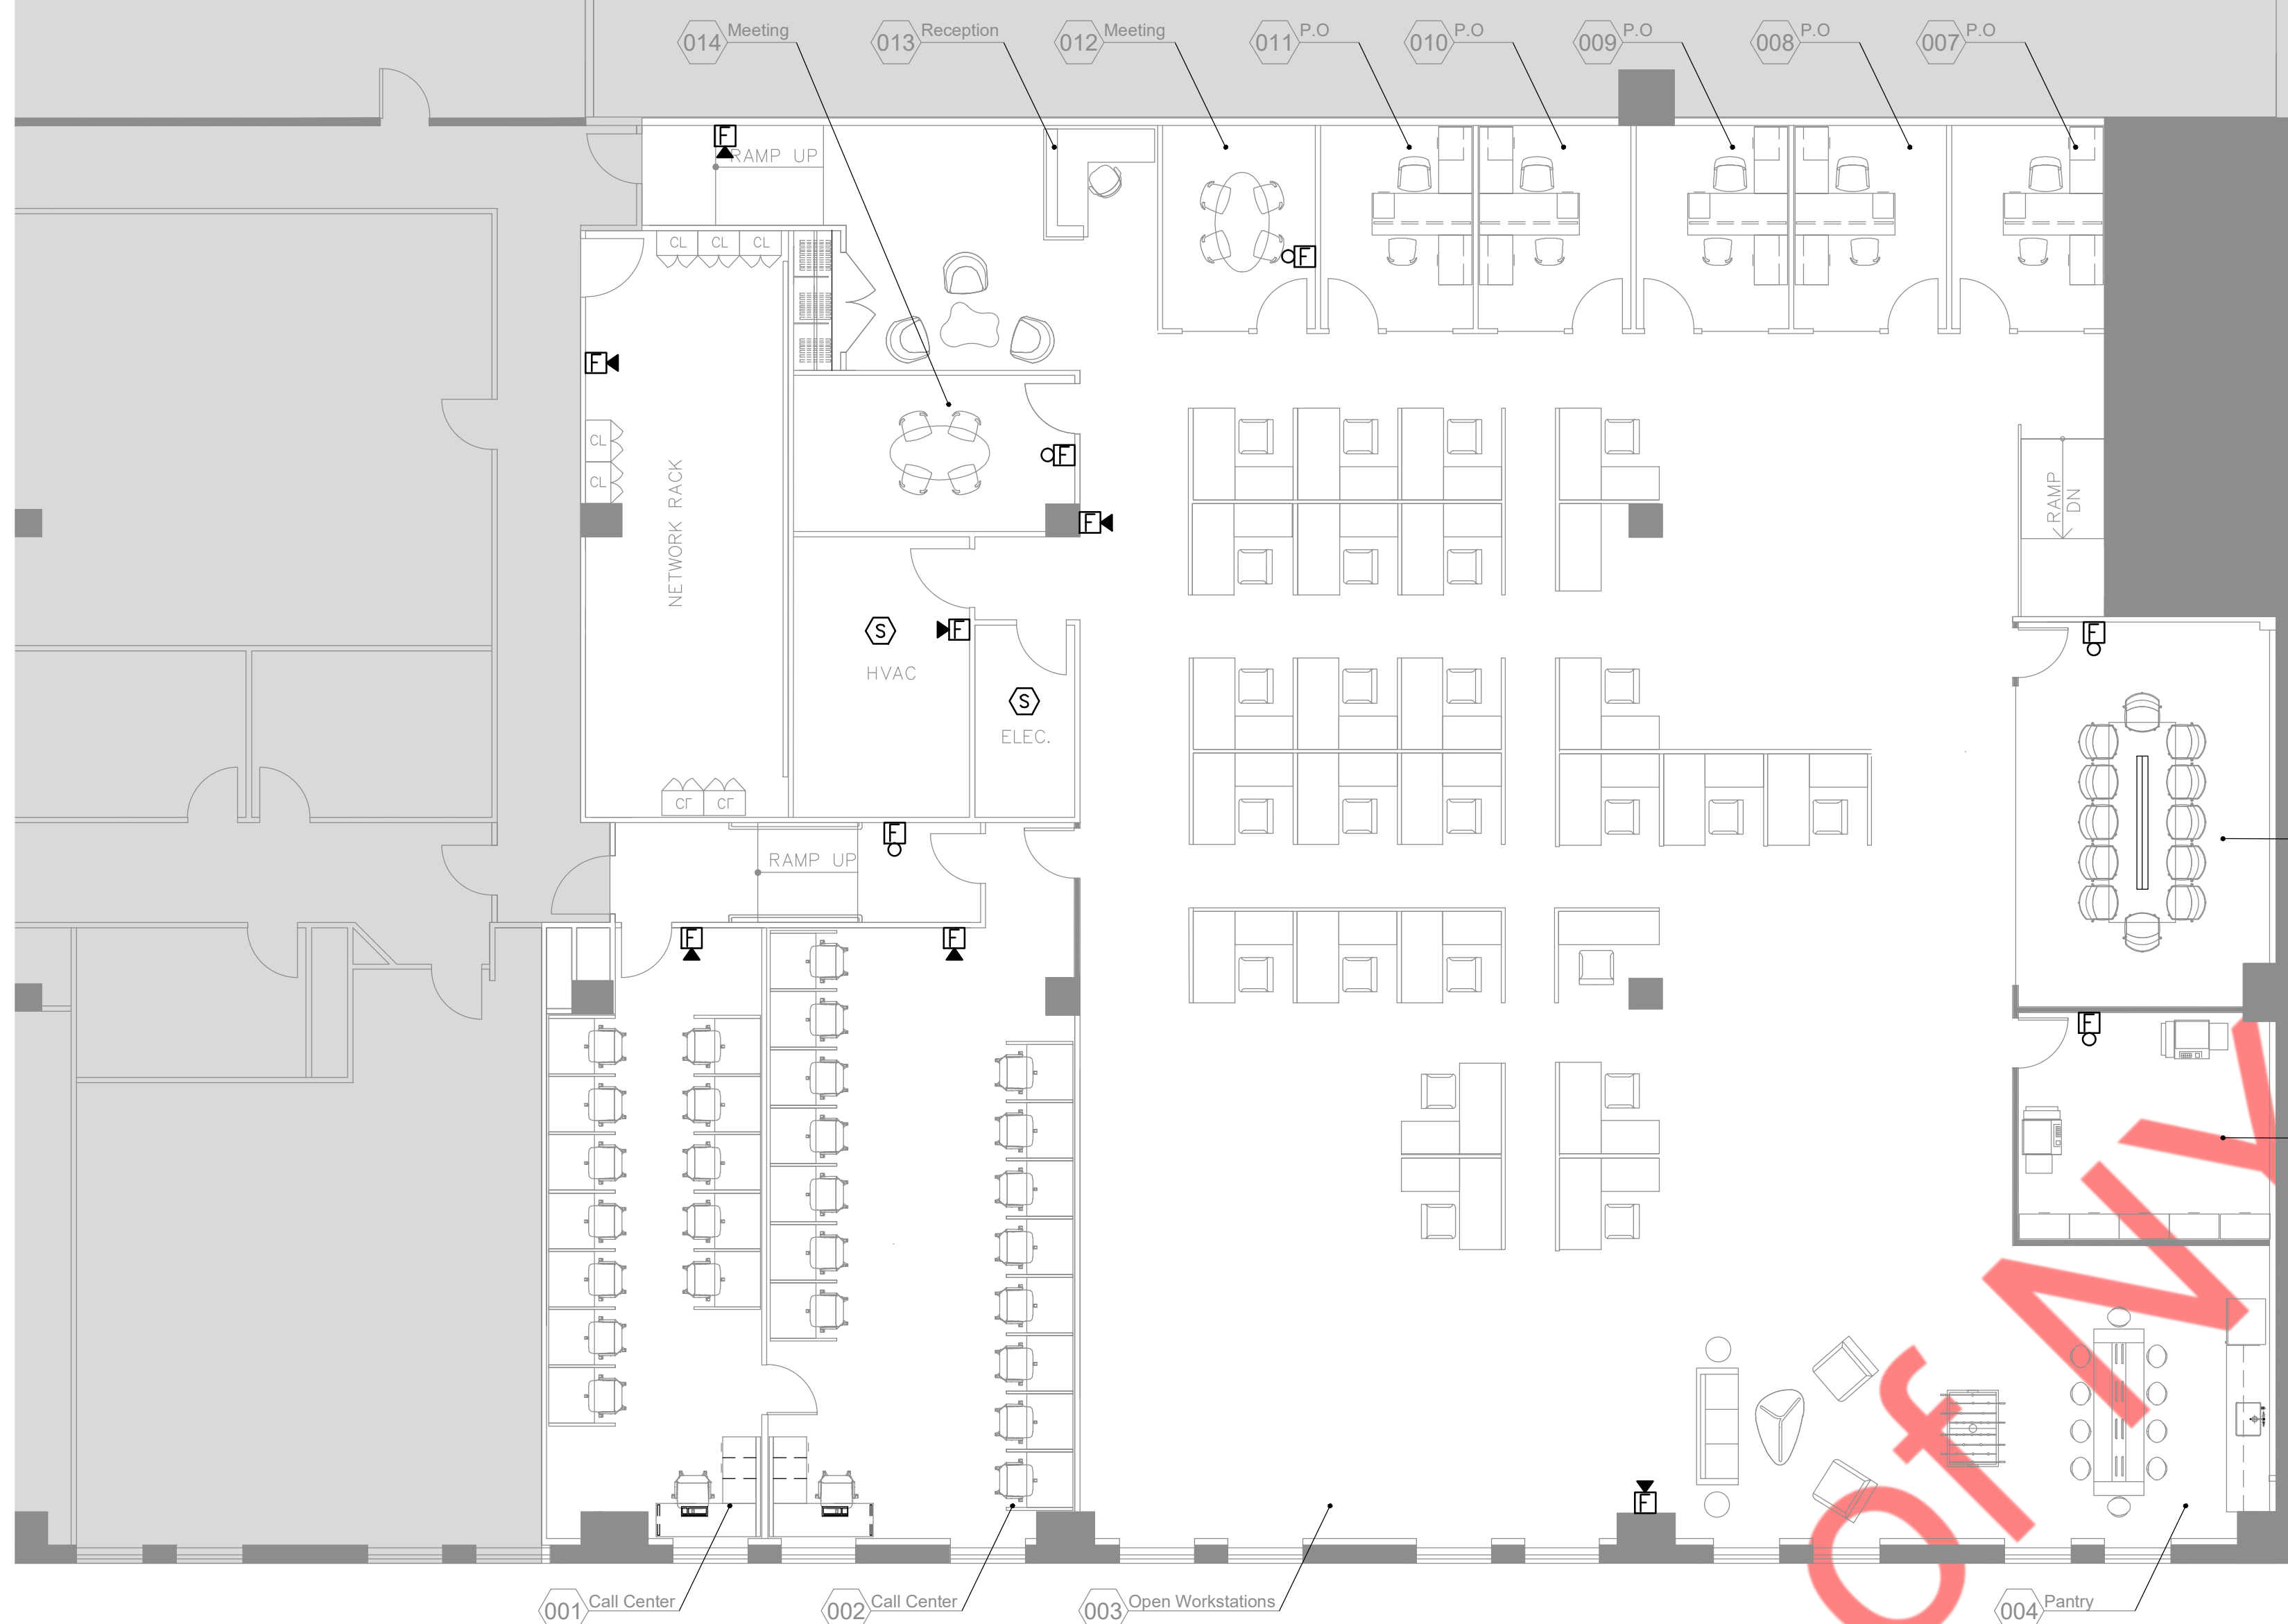 014 Meeting
013 Reception
012 Meeting
011 P.O
010 P.O
009 P.O
008 P.O
007 P.O
F
RAMP UP
CL CL CL
F
F
CL
CL
NETWORK RACK
F
F
RAMP DN
S
F
HVAC
S
ELEC.
F
CL CL
F
RAMP UP
F
F
F
F
of NY
001 Call Center
002 Call Center
003 Open Workstations
004 Pantry